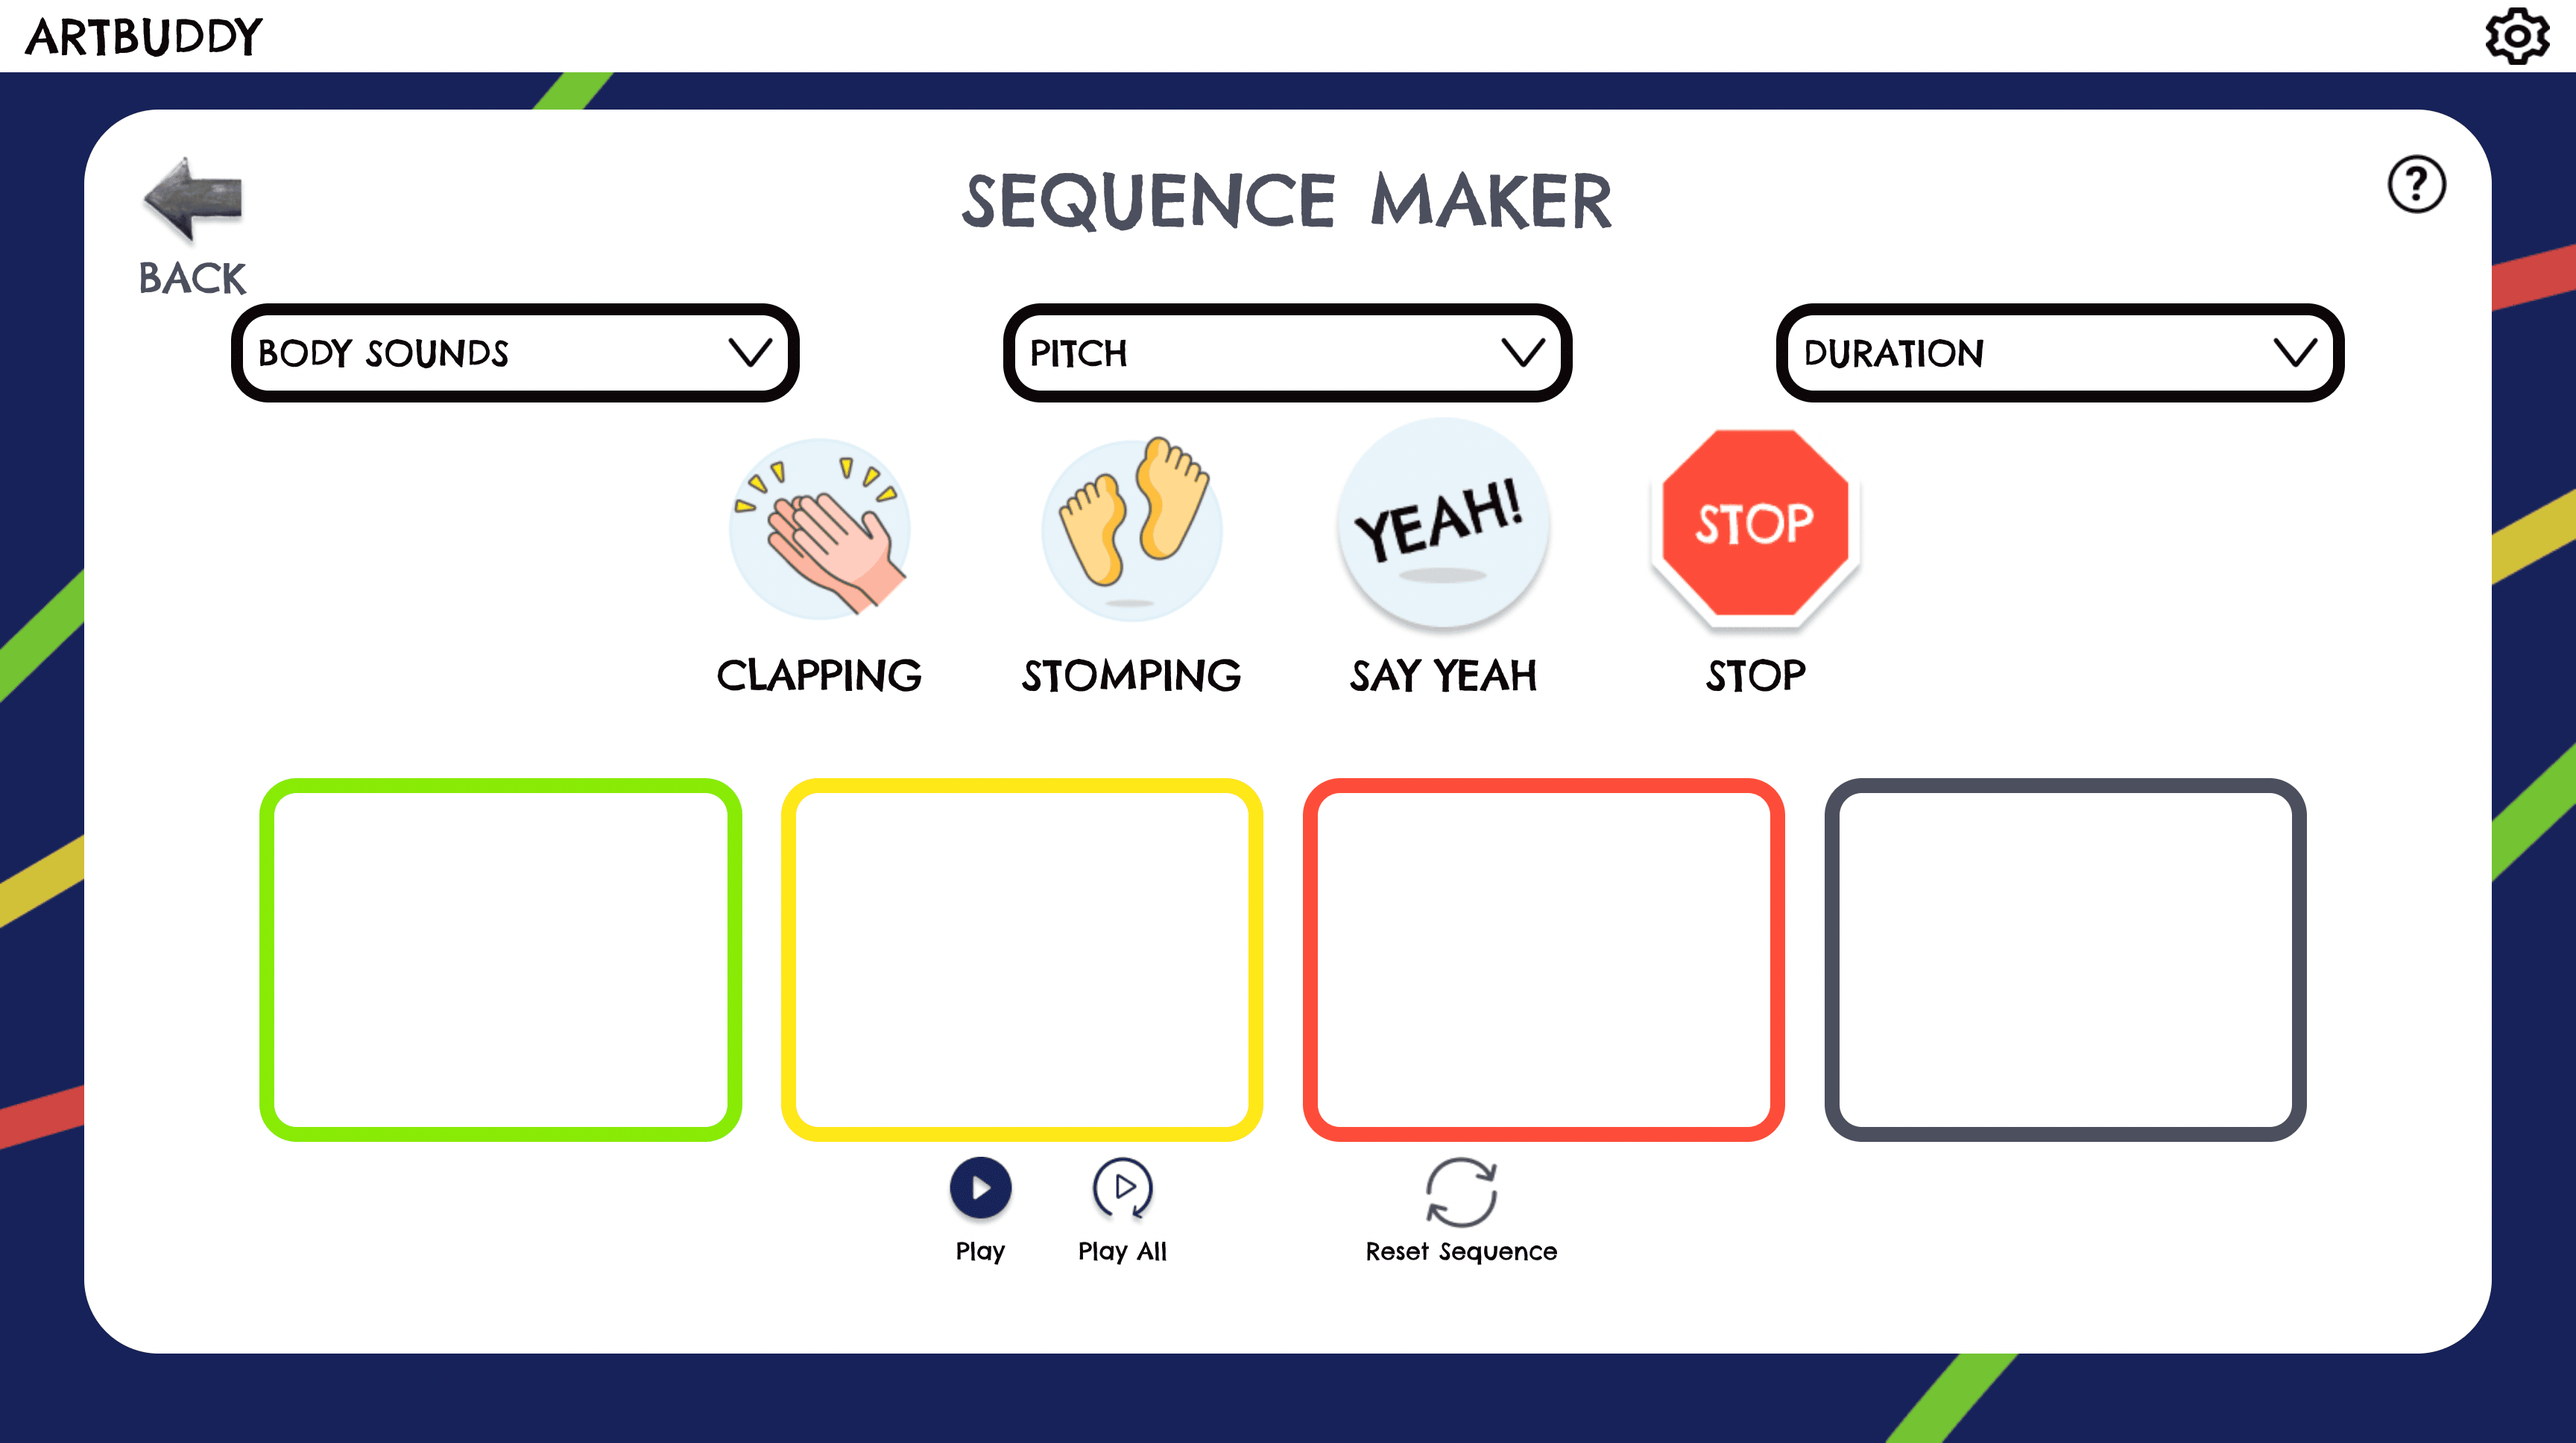 ARTBUDDY
BACK
SEQUENCE MAKER
?
BODY SOUNDS
PITCH
DURATION
YEAH!
STOP
CLAPPING
STOMPING
SAY YEAH
STOP
Play
Play All
Reset Sequence